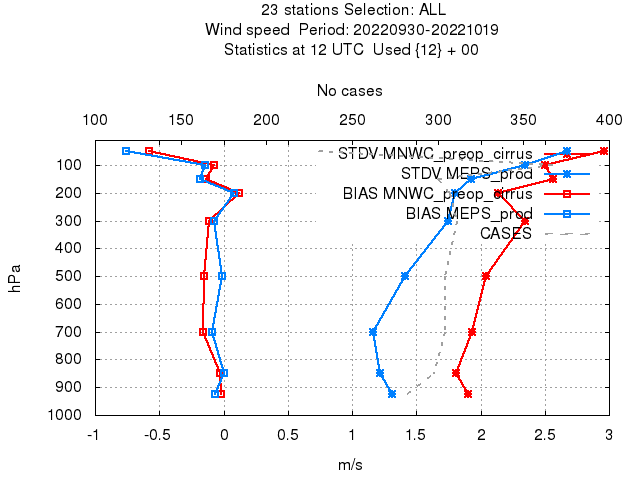 23 stations Selection: ALL
Wind speed  Period: 20220930-20221019
Statistics at 12 UTC  Used {12} + 00
No cases
100 150 200 250 300 350 400
STDV MNWC_preop_cirrus
STDV MEPS_prod
BIAS MNWC_preop_cirrus
BIAS MEPS_prod
CASES
hPa
100
200
300
400
500
600
700
800
900
1000
-1 -0.5 0 0.5 1 1.5 2 2.5 3
m/s